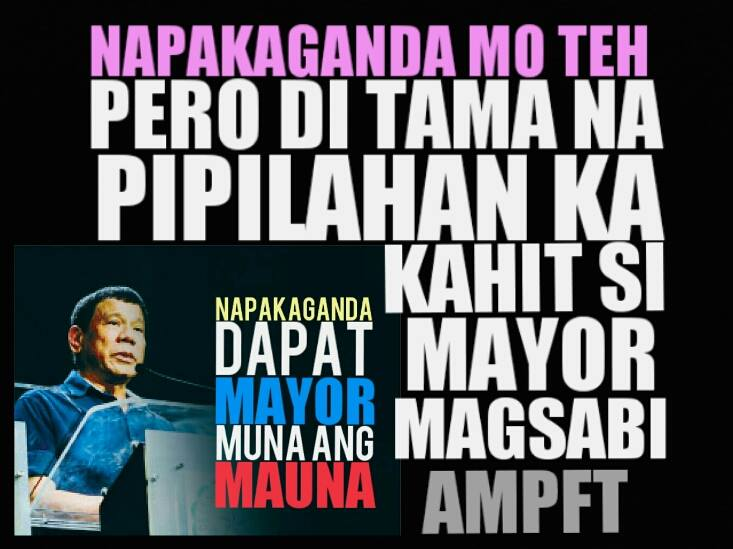 NAPAKAGANDA MO TEH
PERO DI TAMA NA
PIPILAHAN KA
KAHIT SI
MAYOR
MAGSABI
AMPFT
NAPAKAGANDA
DAPAT
MAYOR
MUNA ANG
MAUNA